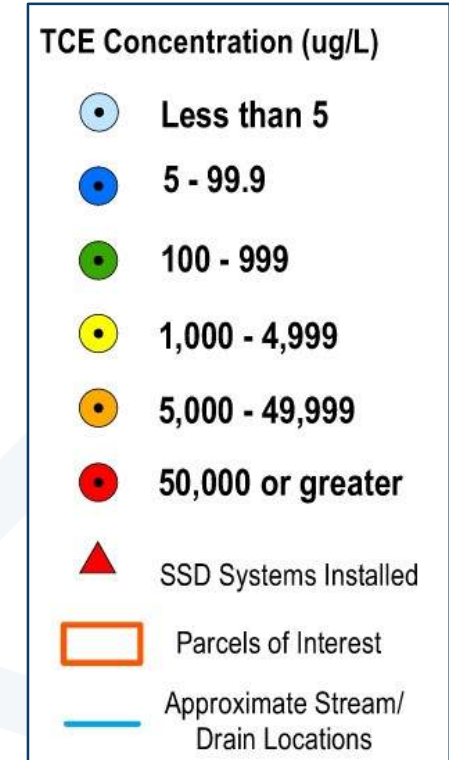 TCE Concentration (ug/L)
Less than 5
5 - 99.9
100 - 999
1,000 - 4,999
5,000 - 49,999
50,000 or greater
SSD Systems Installed
Parcels of Interest
Approximate Stream/
Drain Locations